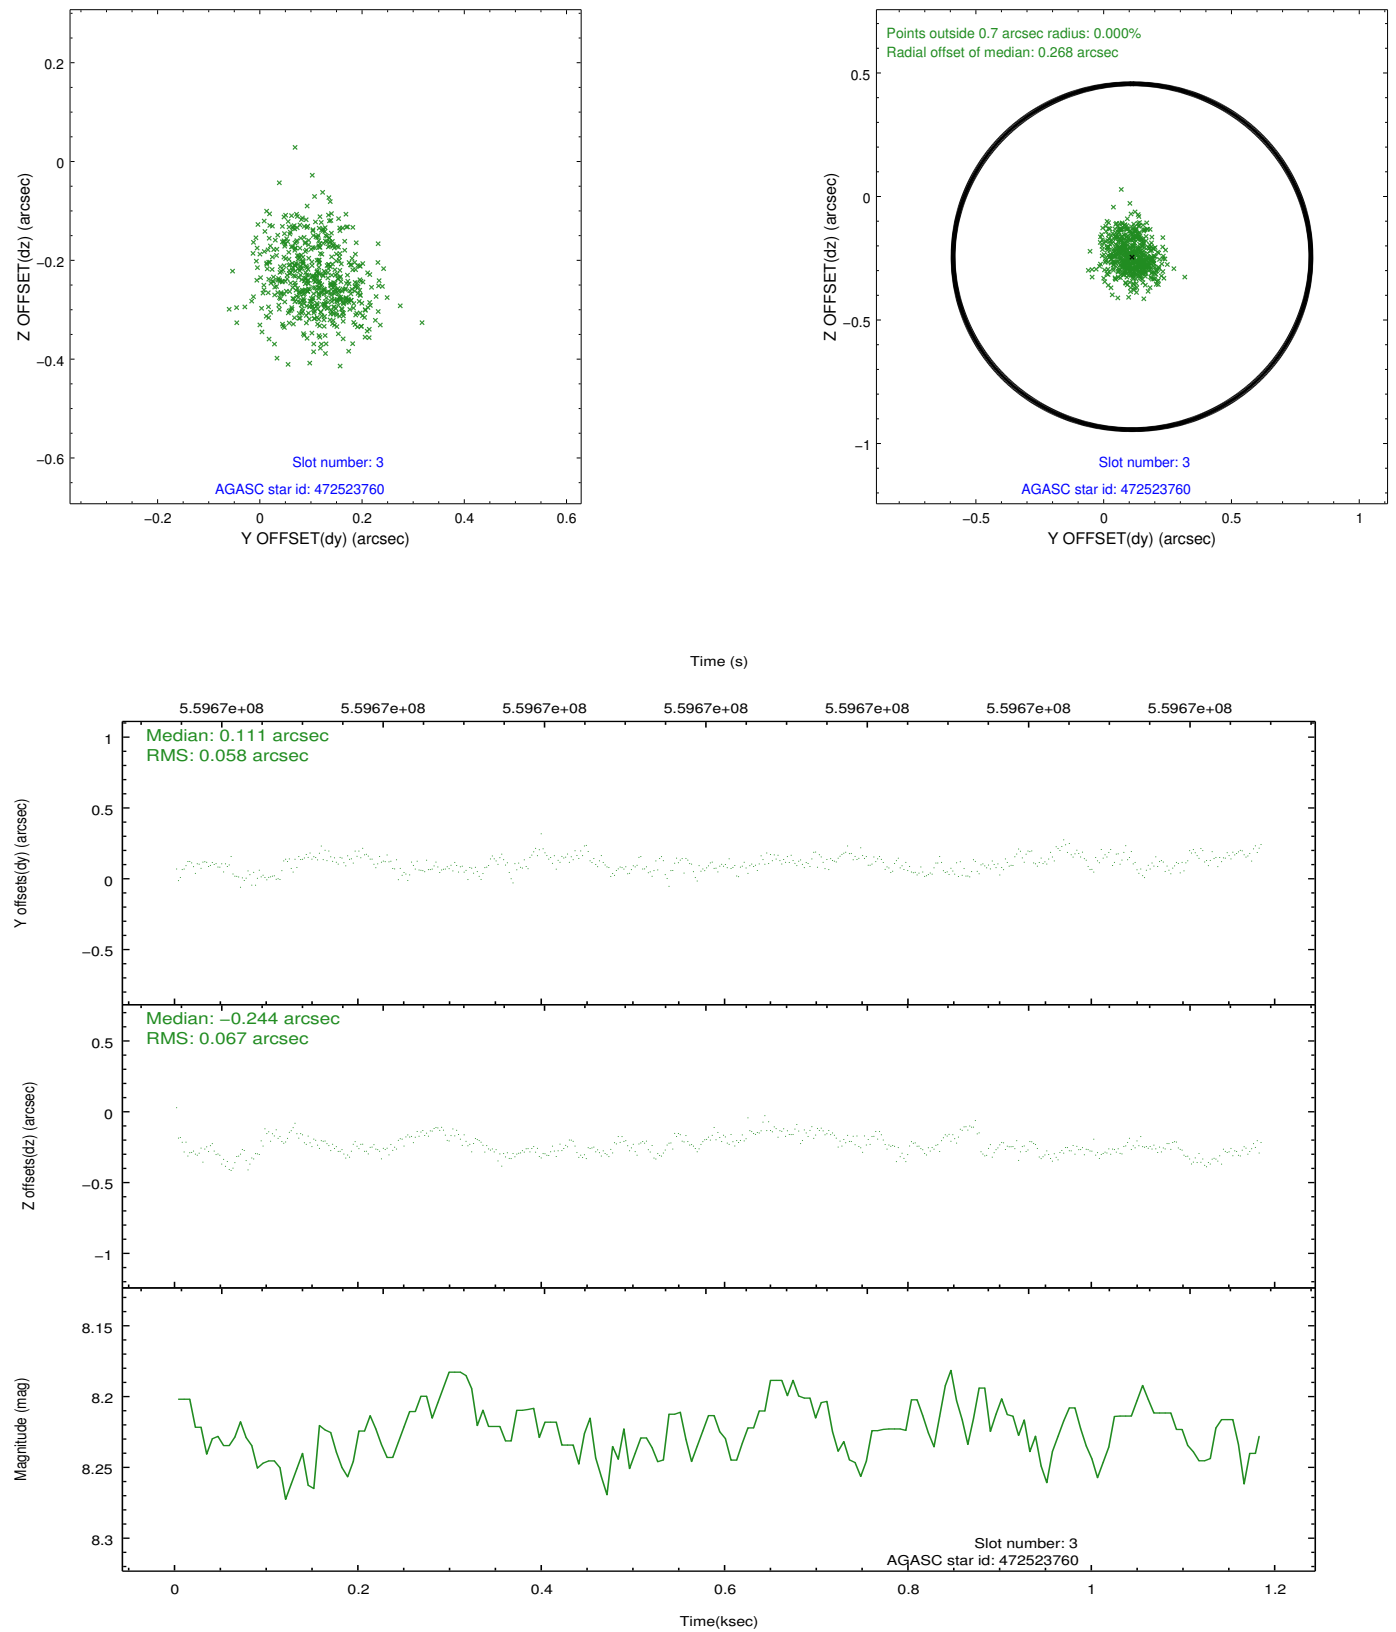 0.2
0
−0.2
−0.4
−0.6
Z OFFSET(dz) (arcsec)
Slot number: 3
AGASC star id: 472523760
−0.2 0 0.2 0.4 0.6
Y OFFSET(dy) (arcsec)
Points outside 0.7 arcsec radius: 0.000%
Radial offset of median: 0.268 arcsec
0.5
0
−0.5
−1
Z OFFSET(dz) (arcsec)
Slot number: 3
AGASC star id: 472523760
−0.5 0 0.5 1
Y OFFSET(dy) (arcsec)
Time (s)
5.5967e+08 5.5967e+08 5.5967e+08 5.5967e+08 5.5967e+08 5.5967e+08 5.5967e+08
Median: 0.111 arcsec
RMS: 0.058 arcsec
1
0.5
0
−0.5
Y offsets(dy) (arcsec)
Median: −0.244 arcsec
RMS: 0.067 arcsec
0.5
0
−0.5
−1
Z offsets(dz) (arcsec)
8.15
8.2
8.25
8.3
Magnitude (mag)
Slot number: 3
AGASC star id: 472523760
0 0.2 0.4 0.6 0.8 1 1.2
Time(ksec)